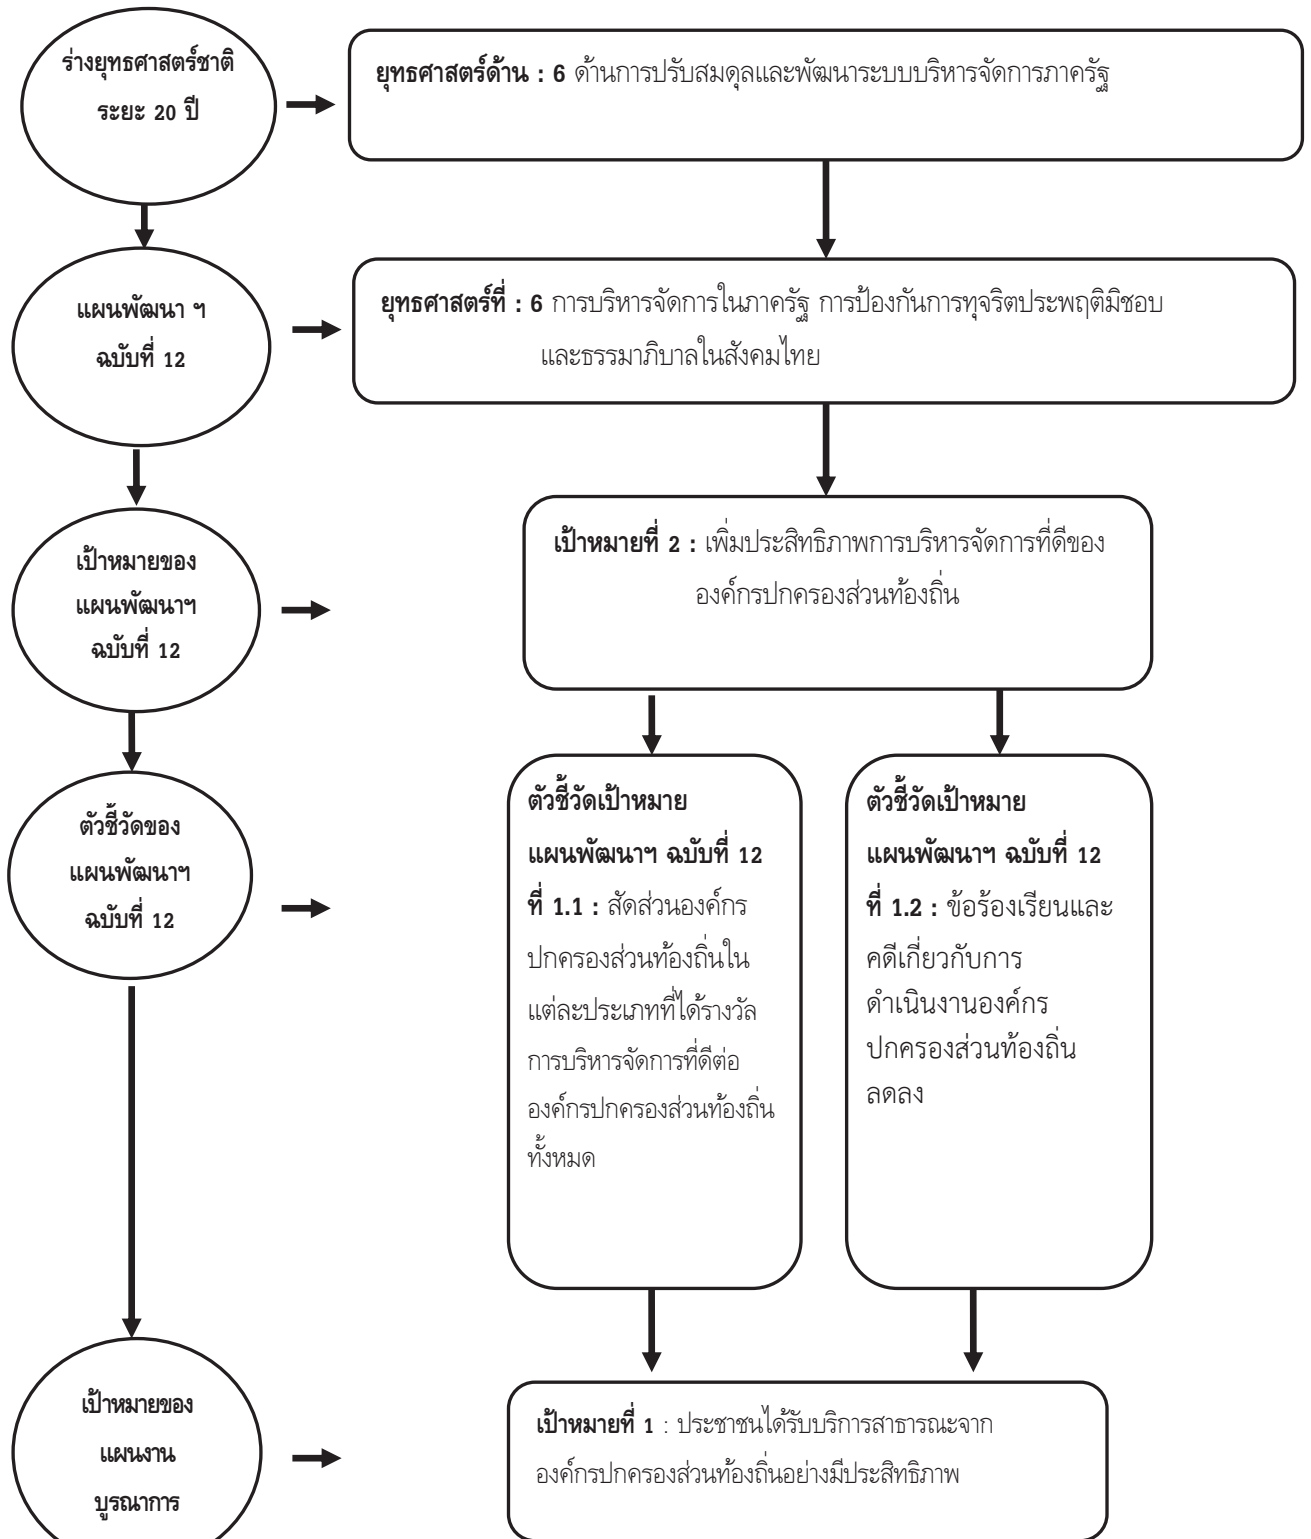 ร่างยุทธศาสตร์ชาติ
ระยะ 20 ปี
ยุทธศาสตร์ด้าน : 6 ด้านการปรับสมดุลและพัฒนาระบบบริหารจัดการภาครัฐ
แผนพัฒนา ฯ
ฉบับที่ 12
ยุทธศาสตร์ที่ : 6 การบริหารจัดการในภาครัฐ การป้องกันการทุจริตประพฤติมิชอบ
และธรรมาภิบาลในสังคมไทย
เป้าหมายของ
แผนพัฒนาฯ
ฉบับที่ 12
เป้าหมายที่ 2 : เพิ่มประสิทธิภาพการบริหารจัดการที่ดีของ
องค์กรปกครองส่วนท้องถิ่น
ตัวชี้วัดของ
แผนพัฒนาฯ
ฉบับที่ 12
ตัวชี้วัดเป้าหมาย
แผนพัฒนาฯ ฉบับที่ 12
ที่ 1.1 : สัดส่วนองค์กร
ปกครองส่วนท้องถิ่นใน
แต่ละประเภทที่ได้รางวัล
การบริหารจัดการที่ดีต่อ
องค์กรปกครองส่วนท้องถิ่น
ทั้งหมด
ตัวชี้วัดเป้าหมาย
แผนพัฒนาฯ ฉบับที่ 12
ที่ 1.2 : ข้อร้องเรียนและ
คดีเกี่ยวกับการ
ดำเนินงานองค์กร
ปกครองส่วนท้องถิ่น
ลดลง
เป้าหมายของ
แผนงาน
บูรณาการ
เป้าหมายที่ 1 : ประชาชนได้รับบริการสาธารณะจาก
องค์กรปกครองส่วนท้องถิ่นอย่างมีประสิทธิภาพ